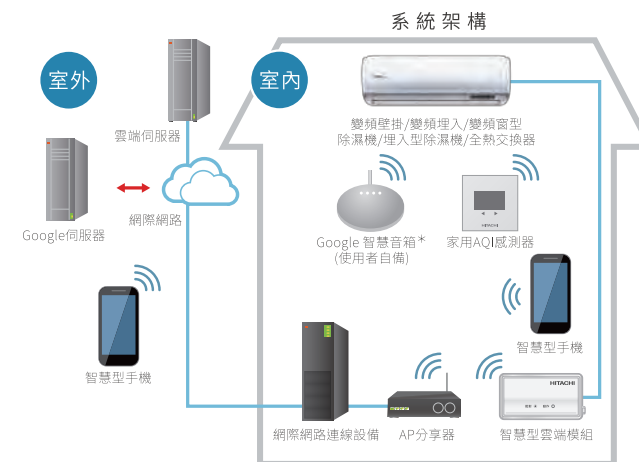 系統架構
室外
室內
雲端伺服器
變頻壁掛/變頻埋入/變頻窗型
除濕機/埋入型除濕機/全熱交換器
Google伺服器
網際網路
HITACHI
Google 智慧音箱*
(使用者自備)
家用AQI感測器
智慧型手機
智慧型手機
HITACHI
網際網路連線設備
AP分享器
智慧型雲端模組